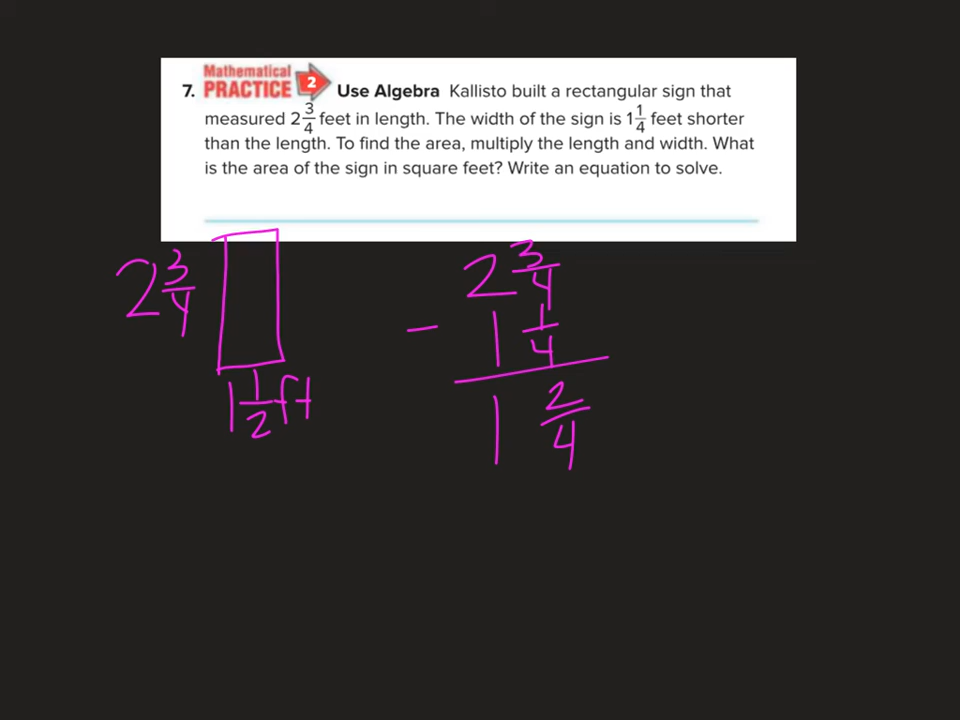 Mathematical
PRACTICE 2
7. Use Algebra Kallisto built a rectangular sign that
measured 2 3/4 feet in length. The width of the sign is 1 1/4 feet shorter
than the length. To find the area, multiply the length and width. What
is the area of the sign in square feet? Write an equation to solve.
2 3/4
1 1/2 ft
2 3/4
- 1 1/4
1 2/4